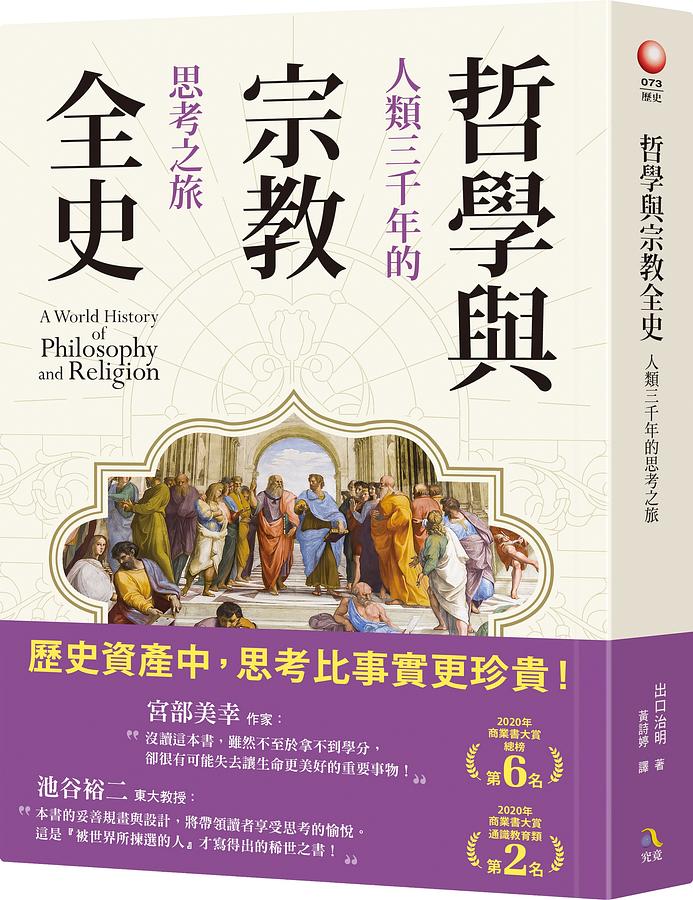 哲學與
宗教
全史
人類三千年的
思考之旅
A World History
of
Philosophy
and Religion
歷史資產中，思考比事實更珍貴！
宮部美幸 作家：
“沒讀這本書，雖然不至於拿不到學分，
卻很有可能失去讓生命更美好的重要事物！”
池谷裕二 東大教授：
“本書的妥善規畫與設計，將帶領讀者享受思考的愉悅。
這是『被世界所揀選的人』才寫得出的稀世之書！”
2020年
商業書大賞
總榜
第6名
2020年
商業書大賞
通識教育類
第2名
073
歷史
哲學與宗教全史
人類三千年的思考之旅
出口治明 著
黃詩婷 譯
究竟